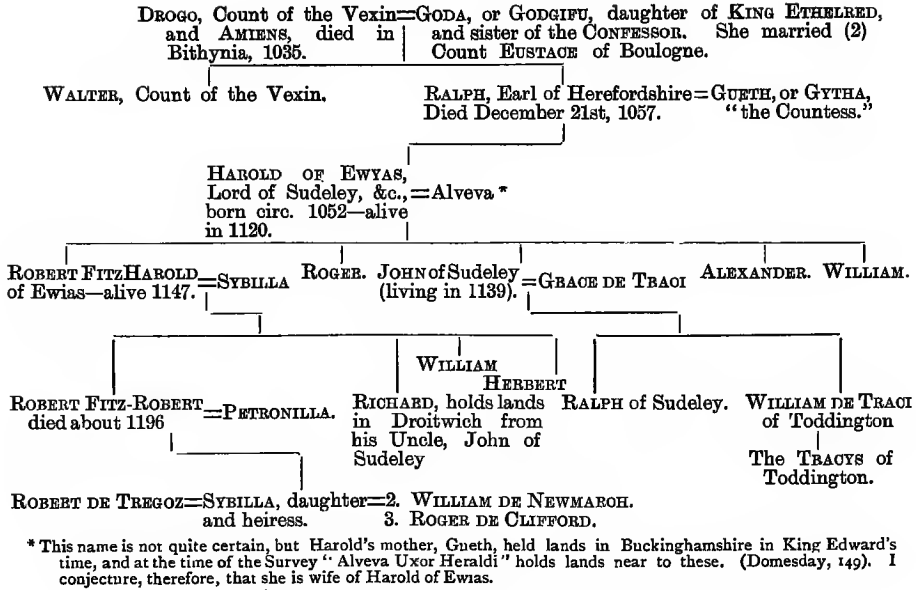 DROGO, Count of the Vexin=GODA, or GODGIFU, daughter of KING ETHELRED,
and AMIENS, died in and sister of the CONFESSOR. She married (2)
Bithynia, 1035. Count EUSTACE of Boulogne.
WALTER, Count of the Vexin. RALPH, Earl of Herefordshire=GUETH, or GYTHA,
Died December 21st, 1057. "the Countess."
HAROLD OF EWYAS,
Lord of Sudeley, &c.,=Alveva *
born circ. 1052—alive
in 1120.
ROBERT FITZHAROLD=SYBILLA ROGER. JOHN of Sudeley=GRACE DE TRACI ALEXANDER. WILLIAM.
of Ewias—alive 1147. (living in 1139).
WILLIAM
HERBERT
ROBERT FITZ-ROBERT=PETRONILLA. RICHARD, holds lands RALPH of Sudeley. WILLIAM DE TRACI
died about 1196 in Droitwich from of Toddington
his Uncle, John of
Sudeley The TRACYS of
Toddington.
ROBERT DE TREGOZ=SYBILLA, daughter=2. WILLIAM DE NEWMARCH.
and heiress. 3. ROGER DE CLIFFORD.
* This name is not quite certain, but Harold's mother, Gueth, held lands in Buckinghamshire in King Edward's
time, and at the time of the Survey "Alveva Uxor Heraldi" holds lands near to these. (Domesday, 149). I
conjecture, therefore, that she is wife of Harold of Ewias.